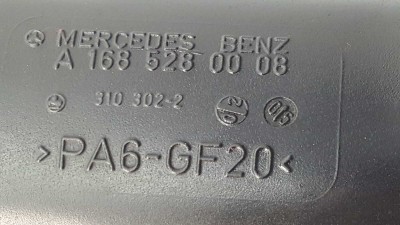 MERCEDES BENZ
A 168 528 00 08
310 302-2
>PA6-GF20<